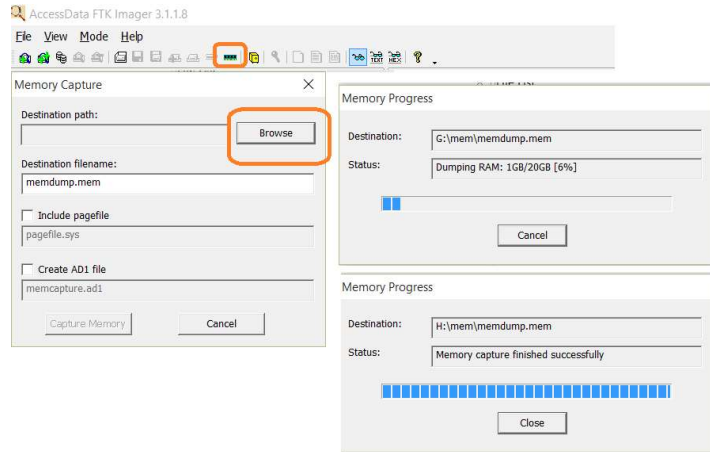 AccessData FTK Imager 3.1.1.8
File View Mode Help
TEXT HEX ?
Memory Capture
Destination path:
Browse
Destination filename:
memdump.mem
Include pagefile
pagefile.sys
Create AD1 file
memcapture.ad1
Capture Memory Cancel
Memory Progress
Destination: G:\mem\memdump.mem
Status: Dumping RAM: 1GB/20GB [6%]
Cancel
Memory Progress
Destination: H:\mem\memdump.mem
Status: Memory capture finished successfully
Close